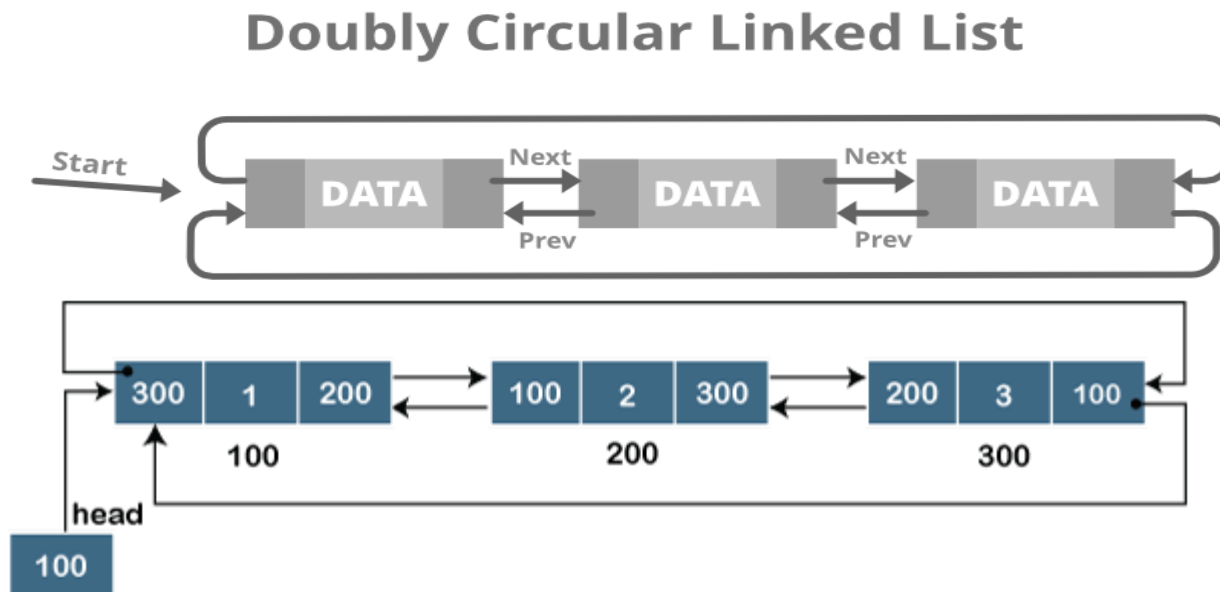 Doubly Circular Linked List
Start
Next
Next
DATA
DATA
DATA
Prev
Prev
300 1 200
100 2 300
200 3 100
100
200
300
head
100